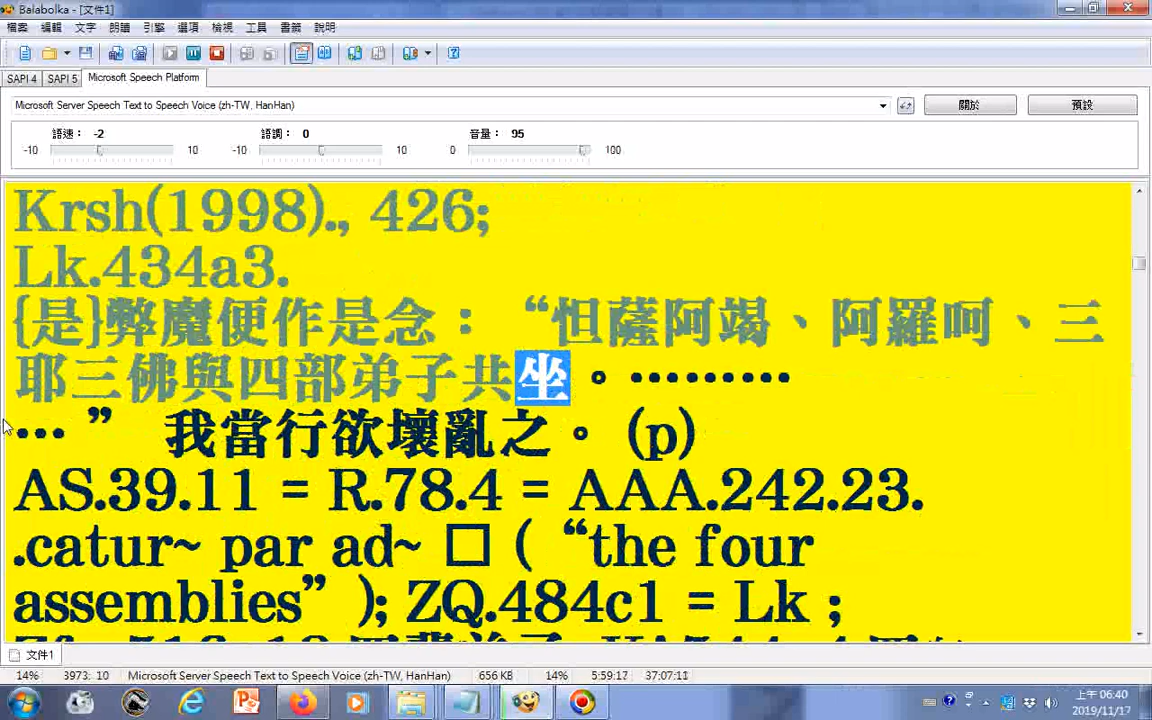 Balabolka - [文件1]
檔案 編輯 文字 朗讀 引擎 選項 檢視 工具 書籤 說明
SAPI 4 SAPI 5 Microsoft Speech Platform
Microsoft Server Speech Text to Speech Voice (zh-TW, HanHan) 關於 預設
語速： -2 語調： 0 音量： 95
-10 10 -10 10 0 100
Krsh(1998)., 426;
Lk.434a3.
{是}弊魔便作是念：“怛薩阿竭、阿羅呵、三
耶三佛與四部弟子共坐。………
…” 我當行欲壞亂之。(p)
AS.39.11 = R.78.4 = AAA.242.23.
.catur~ par ad~ □ (“the four
assemblies” ); ZQ.484c1 = Lk ;
文件1
14% 3973: 10 Microsoft Server Speech Text to Speech Voice (zh-TW, HanHan) 656 KB 14% 5:59:17 37:07:11
上午 06:40
2019/11/17